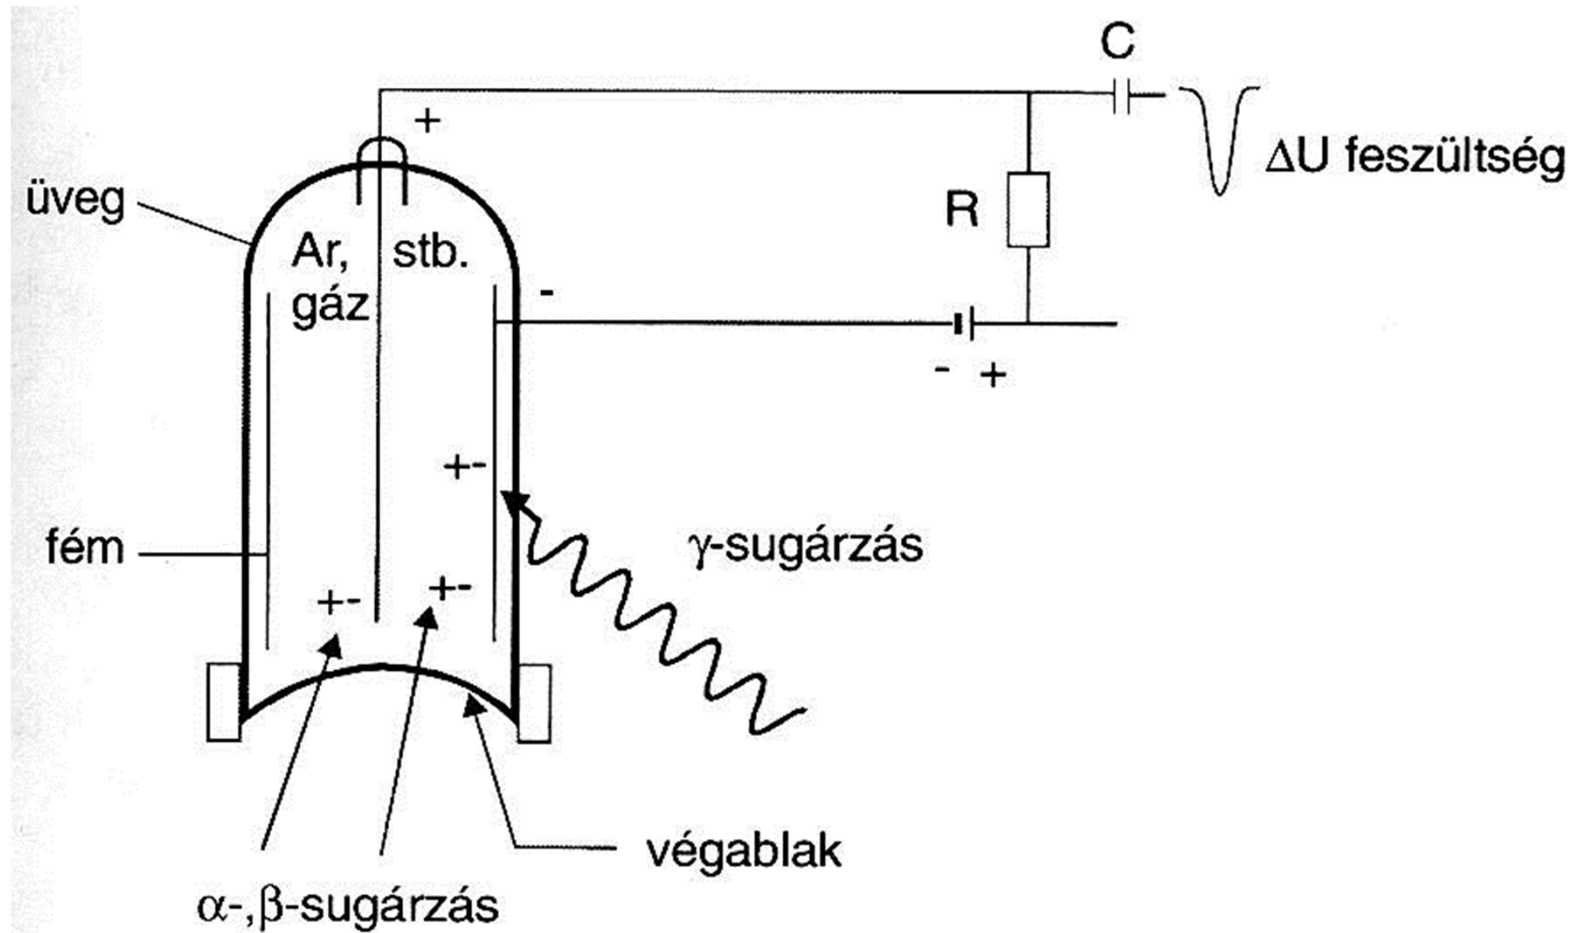 C
+
ΔU feszültség
üveg
R
Ar, stb.
gáz
-
- +
+-
fém
γ-sugárzás
+- +-
végablak
α-,β-sugárzás